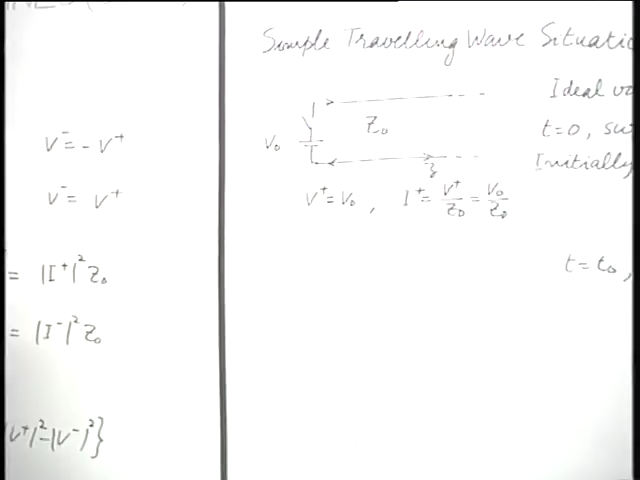 V⁻ = - V⁺
V⁻ = V⁺
= |I⁺|² Z₀
= |I⁻|² Z₀
V⁺|² - |V⁻|² }
Simple Travelling Wave Situatio
Ideal vo
V₀
Z₀
t=0, sw
Initially
z
V⁺ = V₀ , I⁺ = V⁺/Z₀ = V₀/Z₀
t = t₀,